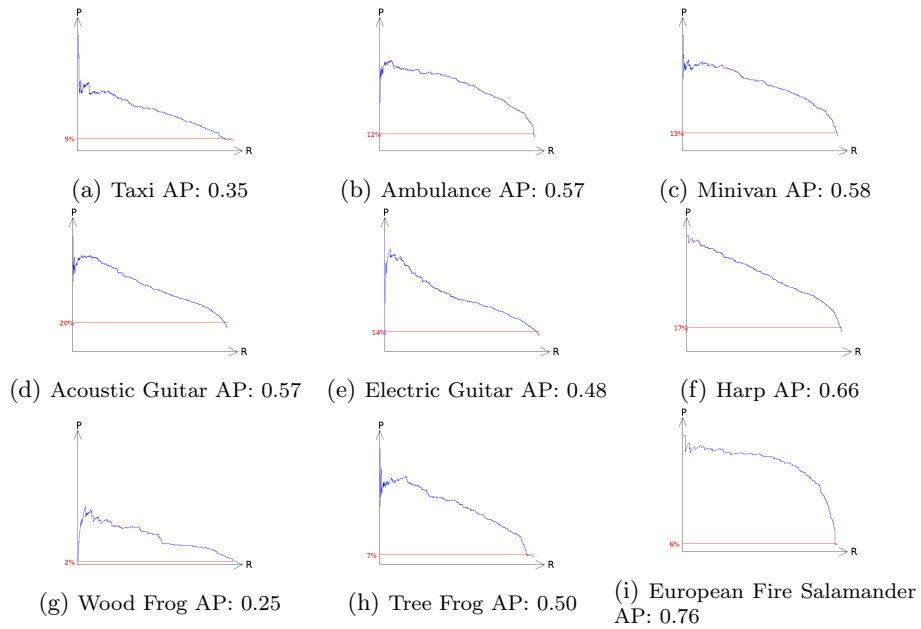 P
P
P
9%
12%
13%
R
R
R
(a) Taxi AP: 0.35
(b) Ambulance AP: 0.57
(c) Minivan AP: 0.58
P
P
P
20%
14%
17%
R
R
R
(d) Acoustic Guitar AP: 0.57
(e) Electric Guitar AP: 0.48
(f) Harp AP: 0.66
P
P
P
2%
7%
6%
R
R
R
(g) Wood Frog AP: 0.25
(h) Tree Frog AP: 0.50
(i) European Fire Salamander
AP: 0.76